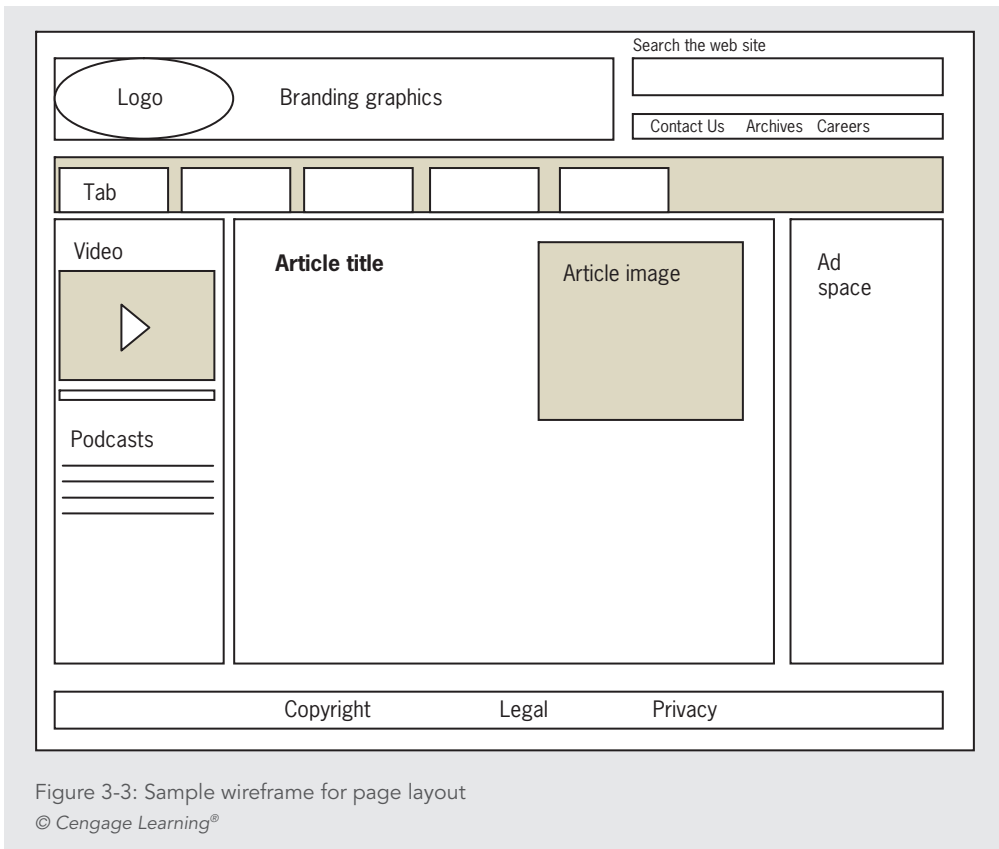 Search the web site
Logo
Branding graphics
Contact Us Archives Careers
Tab
Video
Article title
Article image
Ad
space
Podcasts
Copyright Legal Privacy
Figure 3-3: Sample wireframe for page layout
© Cengage Learning®